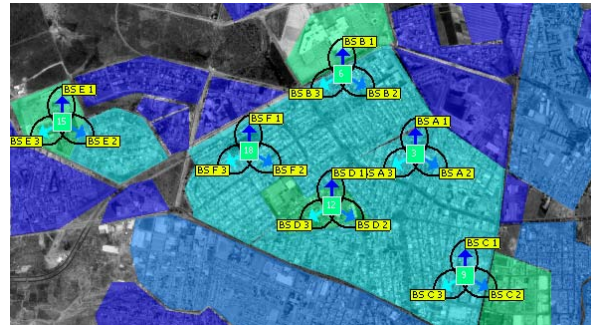 BS B 1
6
BS B 3
BS B 2
BS E 1
15
BS E 3
BS E 2
BS F 1
18
BS F 3
BS F 2
BS A 1
3
S A 3
BS A 2
BS D 1
12
BS D 3
BS D 2
BS C 1
9
BS C 3
BS C 2